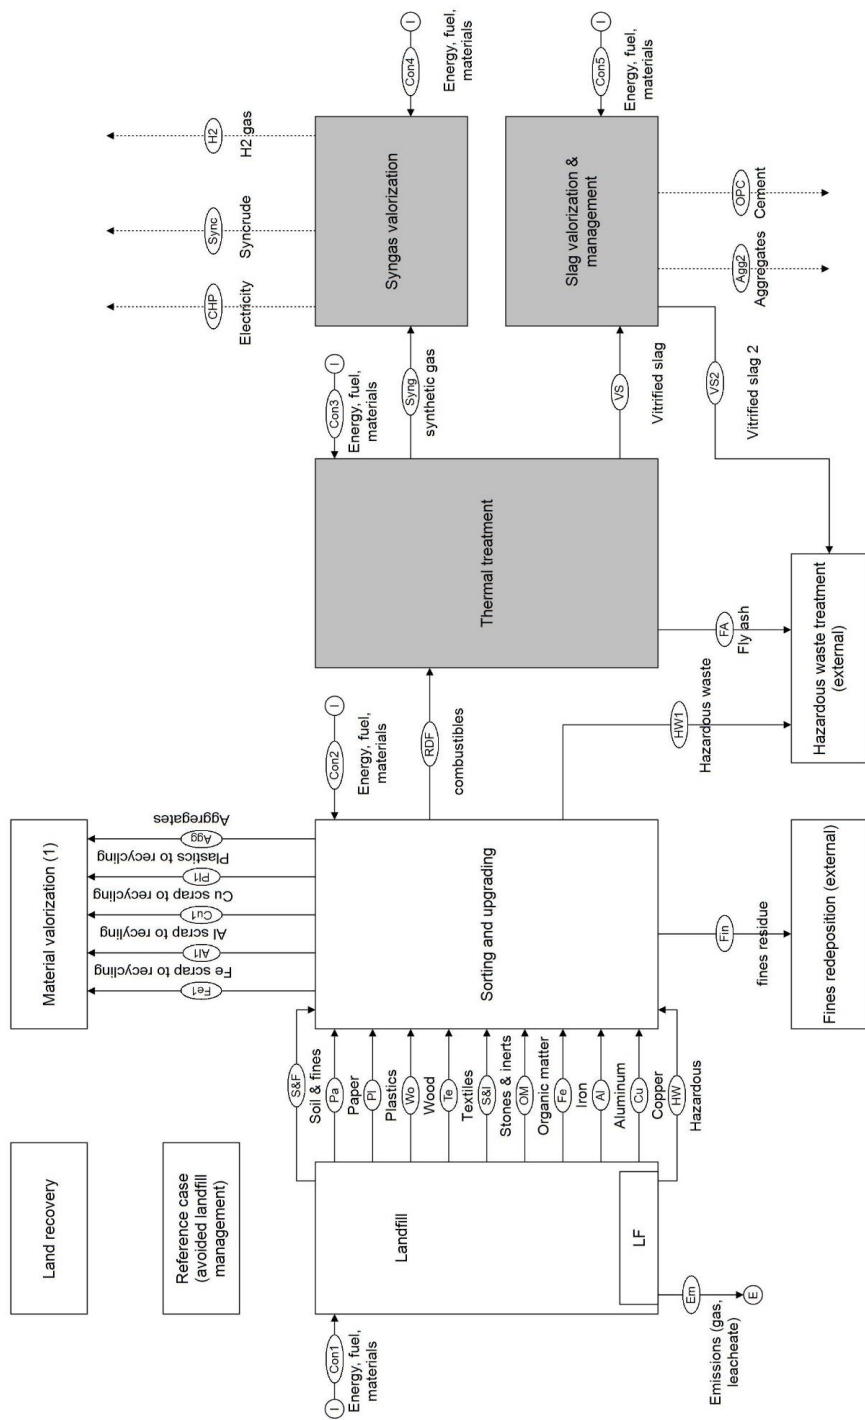 Land recovery
Reference case
(avoided landfill
management)
I
Con1
Energy, fuel,
materials
Landfill
LF
Em
E
Emissions (gas,
leacheate)
S&F
Soil & fines
Pa
Paper
Pl
Plastics
Wo
Wood
Te
Textiles
S&I
Stones & inerts
OM
Organic matter
Fe
Iron
Al
Aluminum
Cu
Copper
HW
Hazardous
Material valorization (1)
Fe1
Fe scrap to recycling
Al1
Al scrap to recyling
Cu1
Cu scrap to recycling
Pl1
Plastics to recycling
Agg
Aggregates
Sorting and upgrading
I
Con2
Energy, fuel,
materials
RDF
combustibles
HW1
Hazardous waste
Fin
fines residue
Fines redeposition (external)
Thermal treatment
I
Con3
Energy, fuel,
materials
Syng
synthetic gas
VS
Vitrified slag
FA
Fly ash
Hazardous waste treatment
(external)
VS2
Vitrified slag 2
Syngas valorization
CHP
Electricity
Sync
Syncrude
H2
H2 gas
I
Con4
Energy, fuel,
materials
Slag valorization &
management
I
Con5
Energy, fuel,
materials
Agg2
Aggregates
OPC
Cement